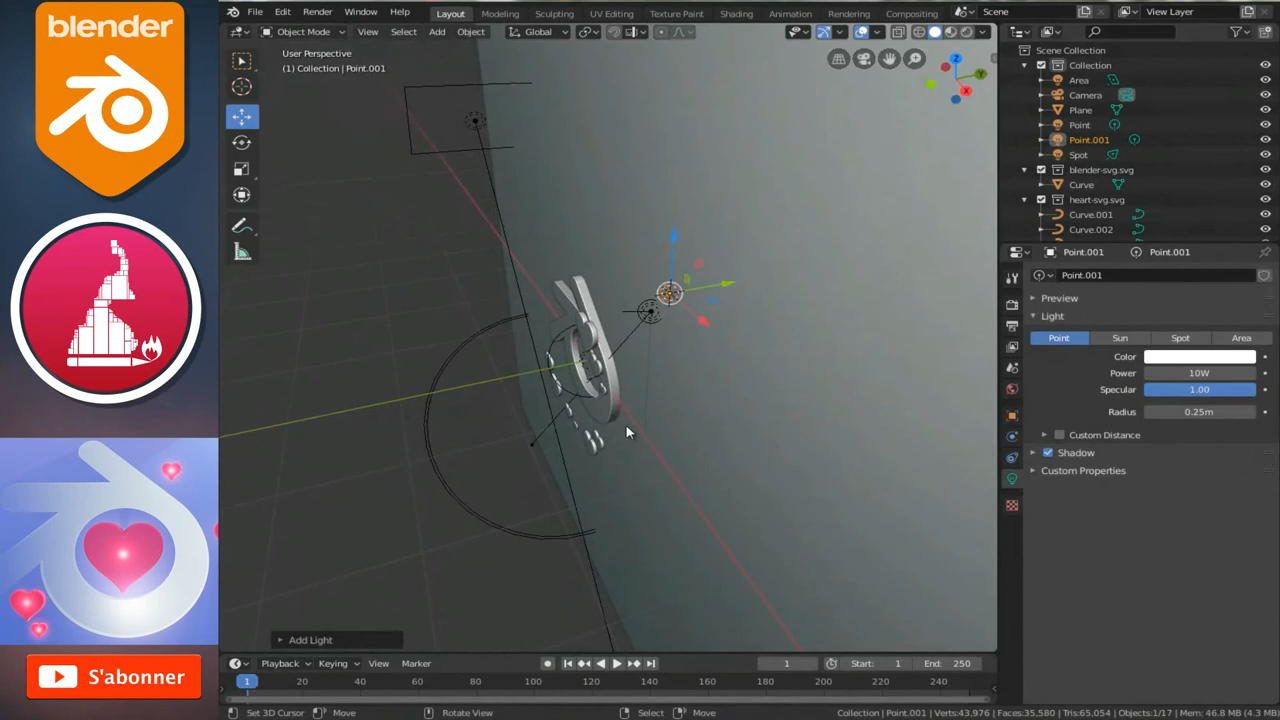 blender
S'abonner
File Edit Render Window Help
Layout Modeling Sculpting UV Editing Texture Paint Shading Animation Rendering Compositing
Scene
View Layer
Object Mode View Select Add Object
Global
User Perspective
(1) Collection | Point.001
Z
Y
X
Add Light
Scene Collection
Collection
Area
Camera
Plane
Point
Point.001
Spot
blender-svg.svg
Curve
heart-svg.svg
Curve.001
Curve.002
Point.001 Point.001
Point.001
Preview
Light
Point Sun Spot Area
Color
Power 10W
Specular 1.00
Radius 0.25m
Custom Distance
Shadow
Custom Properties
Playback Keying View Marker
1 Start: 1 End: 250
1 20 40 60 80 100 120 140 160 180 200 220 240
Set 3D Cursor Move Rotate View Select Move
Collection | Point.001 | Verts:43,976 | Faces:35,580 | Tris:65,054 | Objects:1/17 | Mem: 46.8 MB (4.3 MB